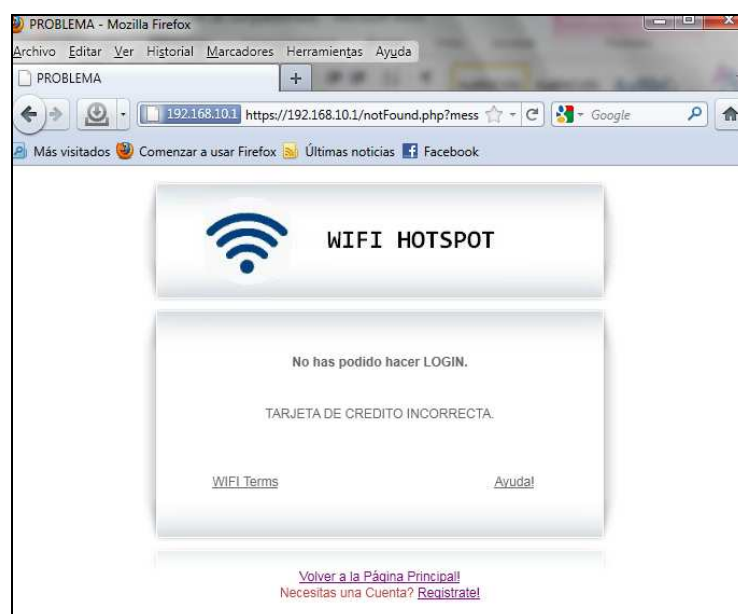 PROBLEMA - Mozilla Firefox
Archivo Editar Ver Historial Marcadores Herramientas Ayuda
PROBLEMA
192.168.10.1 https://192.168.10.1/notFound.php?mess Google
Más visitados Comenzar a usar Firefox Últimas noticias Facebook
WIFI HOTSPOT
No has podido hacer LOGIN.
TARJETA DE CREDITO INCORRECTA.
WIFI Terms Ayuda!
Volver a la Página Principal!
Necesitas una Cuenta? Registrate!